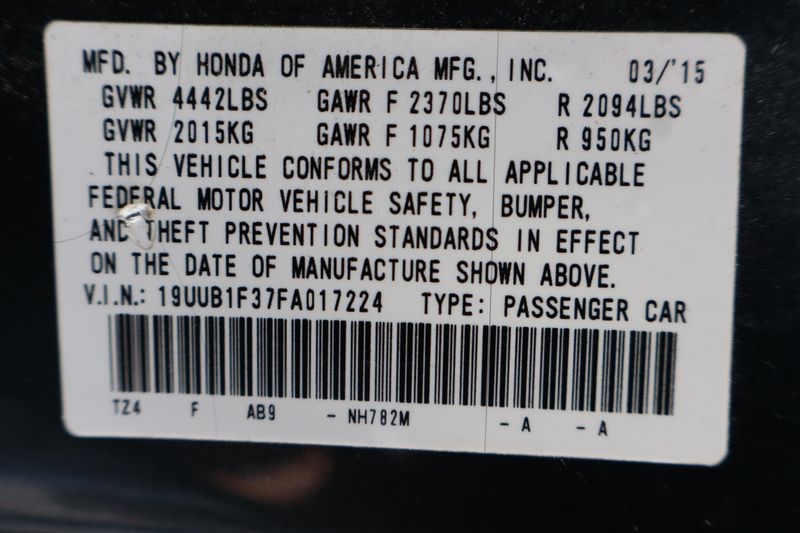 MFD. BY HONDA OF AMERICA MFG., INC. 03/'15
GVWR 4442LBS GAWR F 2370LBS R 2094LBS
GVWR 2015KG GAWR F 1075KG R 950KG
THIS VEHICLE CONFORMS TO ALL APPLICABLE
FEDERAL MOTOR VEHICLE SAFETY, BUMPER,
AND THEFT PREVENTION STANDARDS IN EFFECT
ON THE DATE OF MANUFACTURE SHOWN ABOVE.
V.I.N.: 19UUB1F37FA017224 TYPE: PASSENGER CAR
TZ4 F AB9 - NH782M - A - A